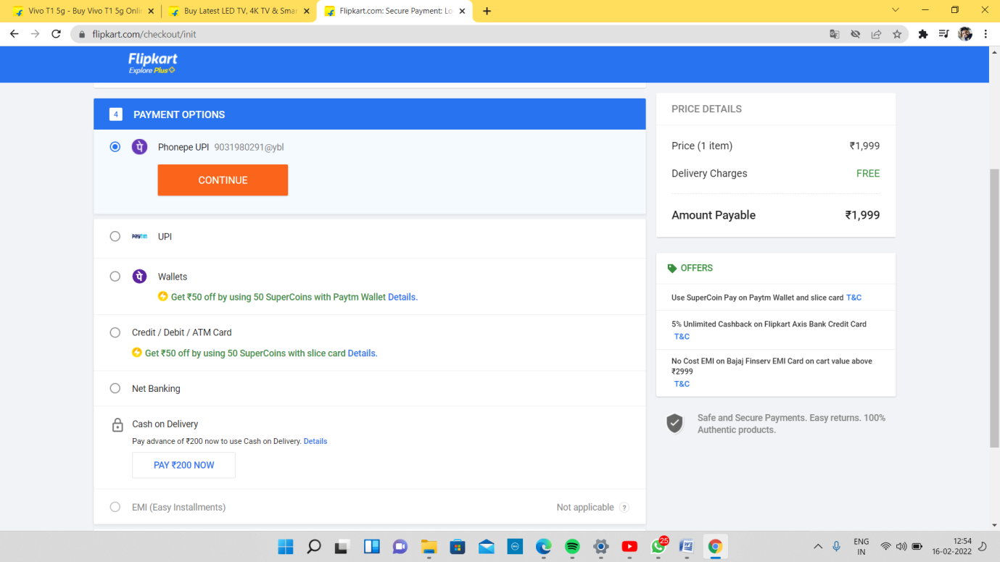 Vivo T1 5g - Buy Vivo T1 5g Onli
Buy Latest LED TV, 4K TV & Smar
Flipkart.com: Secure Payment: Lo
flipkart.com/checkout/init
Flipkart
Explore Plus
4 PAYMENT OPTIONS
पे Phonepe UPI 9031980291@ybl
CONTINUE
paytm UPI
पे Wallets
Get ₹50 off by using 50 SuperCoins with Paytm Wallet Details.
Credit / Debit / ATM Card
Get ₹50 off by using 50 SuperCoins with slice card Details.
Net Banking
Cash on Delivery
Pay advance of ₹200 now to use Cash on Delivery. Details
PAY ₹200 NOW
EMI (Easy Installments) Not applicable ?
PRICE DETAILS
Price (1 item) ₹1,999
Delivery Charges FREE
Amount Payable ₹1,999
OFFERS
Use SuperCoin Pay on Paytm Wallet and slice card T&C
5% Unlimited Cashback on Flipkart Axis Bank Credit Card
T&C
No Cost EMI on Bajaj Finserv EMI Card on cart value above
₹2999
T&C
Safe and Secure Payments. Easy returns. 100%
Authentic products.
25
ENG
IN
12:54
16-02-2022